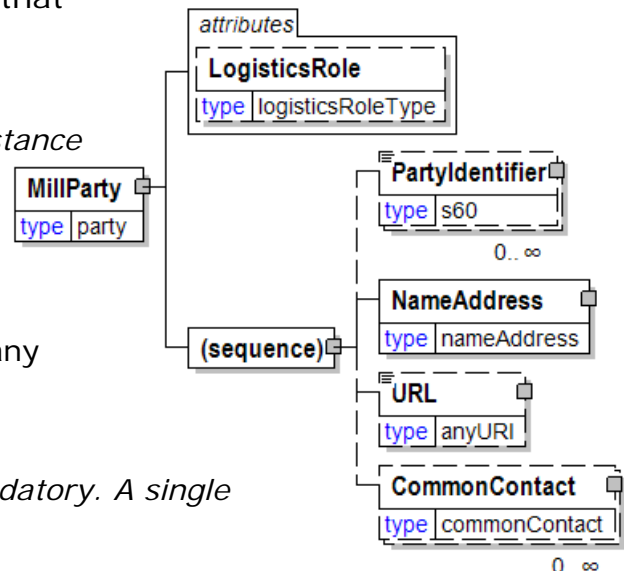 that
attributes
LogisticsRole
type logisticsRoleType
stance
PartyIdentifier
type s60
0.. ∞
MillParty
type party
NameAddress
type nameAddress
(sequence)
any
URL
type anyURI
datory. A single
CommonContact
type commonContact
0.. ∞